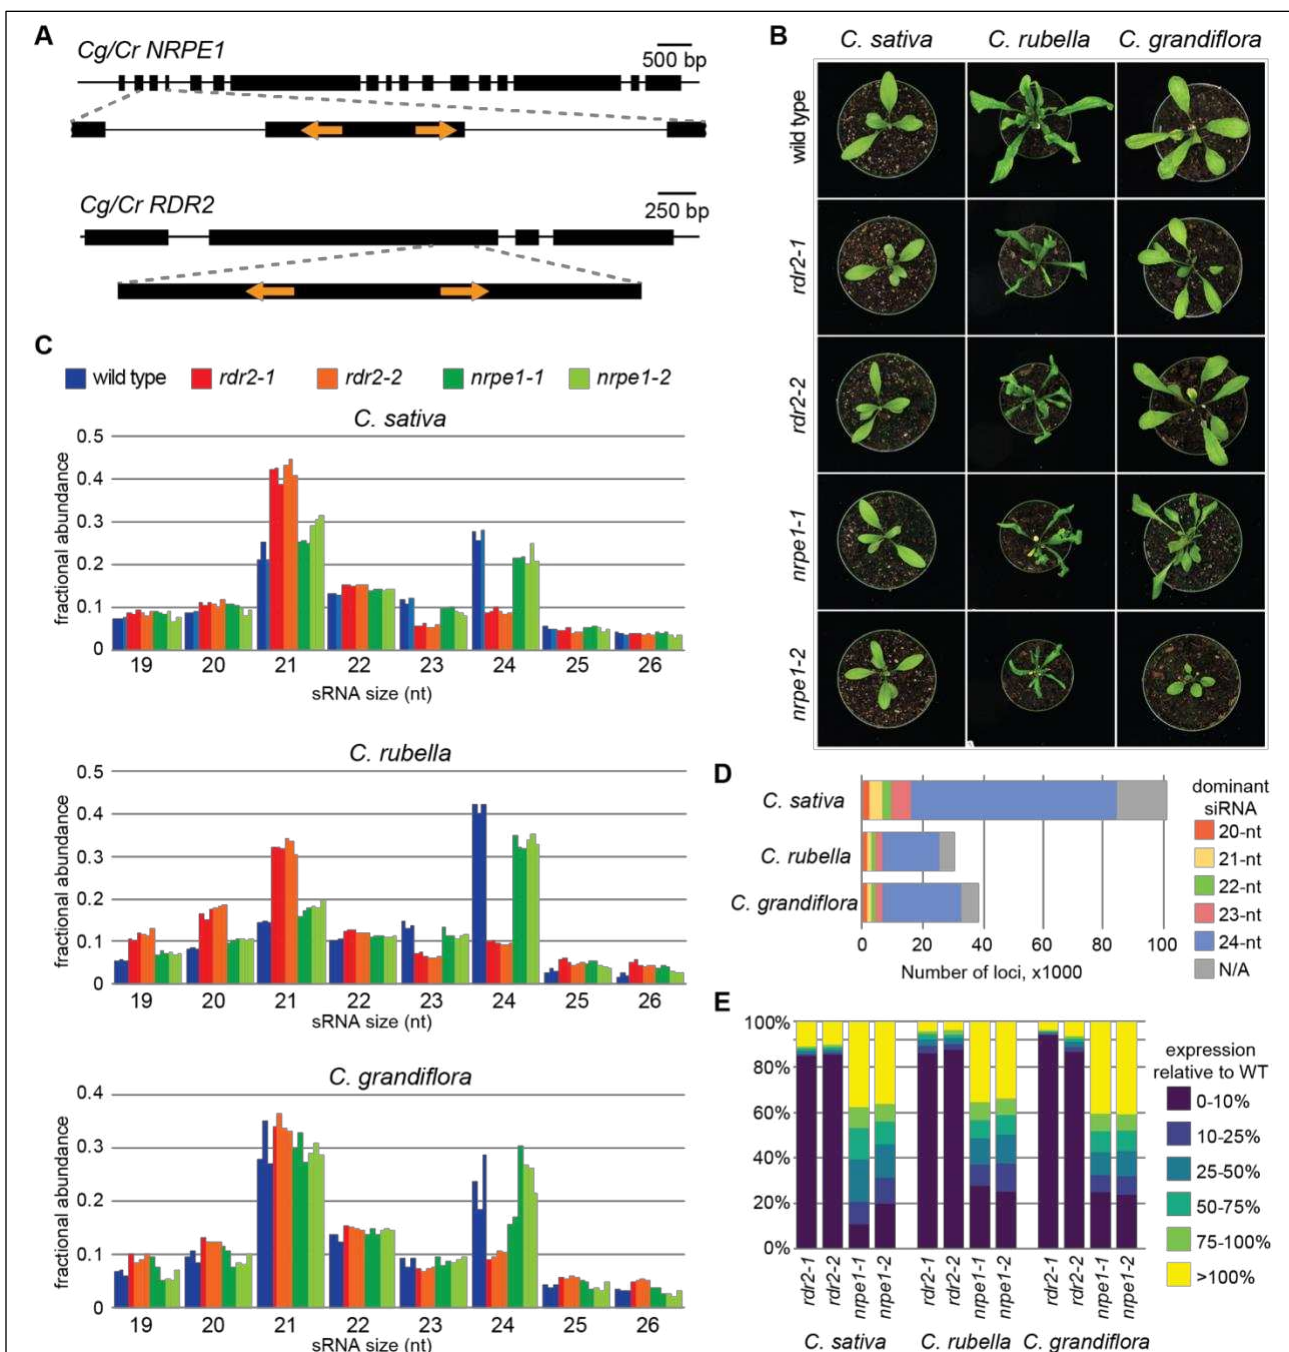 A
Cg/Cr NRPE1
500 bp
Cg/Cr RDR2
250 bp
B
C. sativa C. rubella C. grandiflora
wild type
rdr2-1
rdr2-2
nrpe1-1
nrpe1-2
C
wild type rdr2-1 rdr2-2 nrpe1-1 nrpe1-2
C. sativa
fractional abundance
0.5
0.4
0.3
0.2
0.1
0
19 20 21 22 23 24 25 26
sRNA size (nt)
C. rubella
fractional abundance
0.5
0.4
0.3
0.2
0.1
0
19 20 21 22 23 24 25 26
sRNA size (nt)
C. grandiflora
fractional abundance
0.4
0.3
0.2
0.1
0
19 20 21 22 23 24 25 26
sRNA size (nt)
D
C. sativa
C. rubella
C. grandiflora
0 20 40 60 80 100
Number of loci, x1000
dominant
siRNA
20-nt
21-nt
22-nt
23-nt
24-nt
N/A
E
100%
80%
60%
40%
20%
0%
rdr2-1 rdr2-2 nrpe1-1 nrpe1-2 rdr2-1 rdr2-2 nrpe1-1 nrpe1-2 rdr2-1 rdr2-2 nrpe1-1 nrpe1-2
C. sativa C. rubella C. grandiflora
expression
relative to WT
0-10%
10-25%
25-50%
50-75%
75-100%
>100%